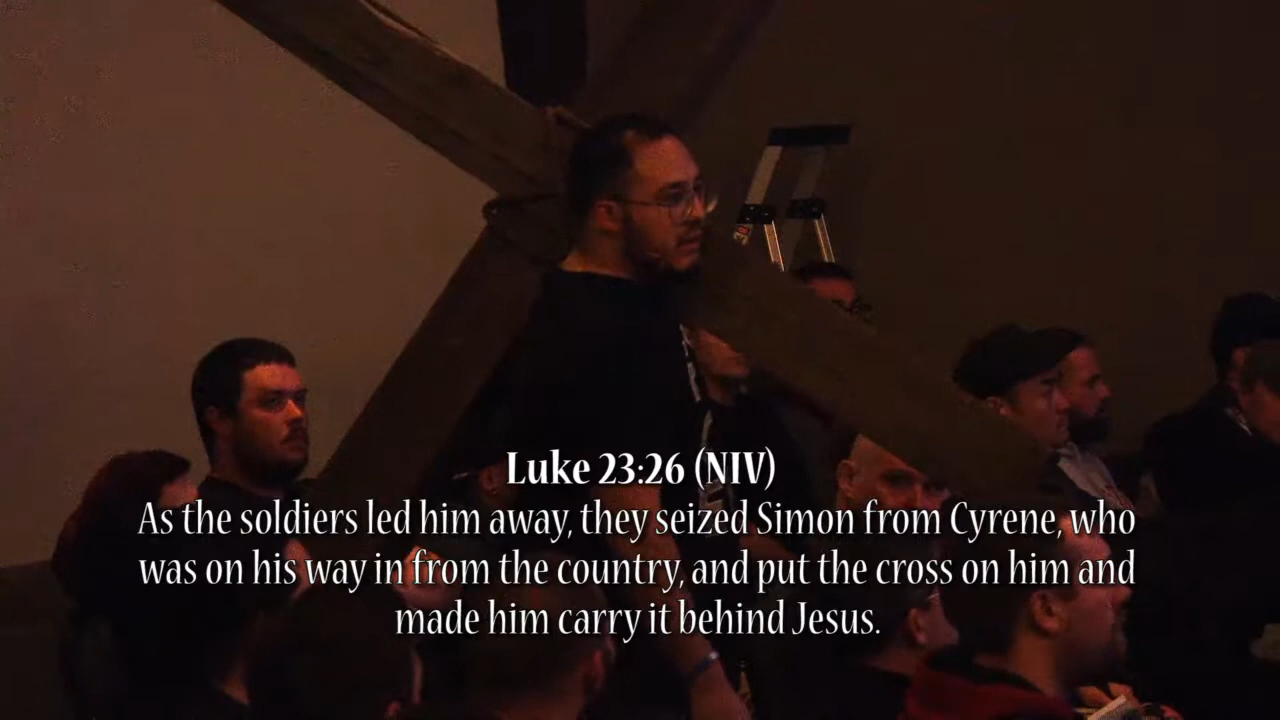 Luke 23:26 (NIV)
As the soldiers led him away, they seized Simon from Cyrene, who
was on his way in from the country, and put the cross on him and
made him carry it behind Jesus.